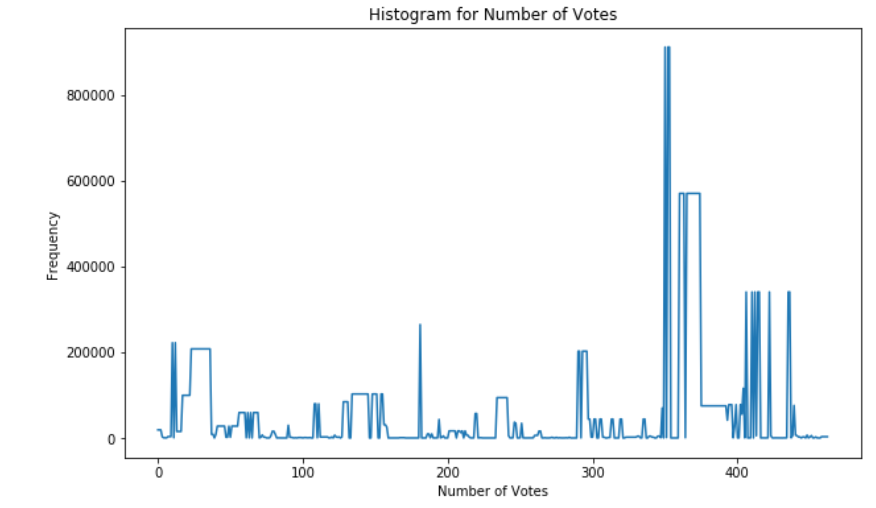 Histogram for Number of Votes
800000
600000
400000
200000
0
Frequency
0 100 200 300 400
Number of Votes